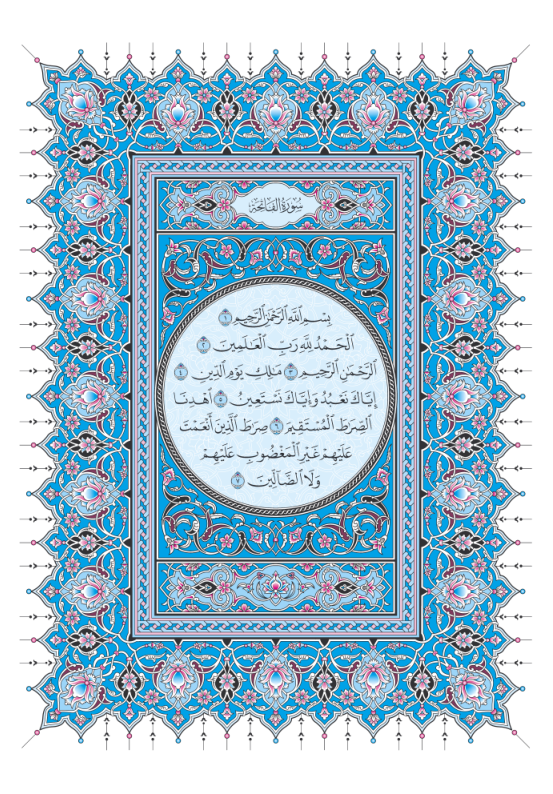 سُورَةُ الفَاتِحَةِ
بِسْمِ ٱللَّهِ ٱلرَّحْمَٰنِ ٱلرَّحِيمِ ١
ٱلْحَمْدُ لِلَّهِ رَبِّ ٱلْعَٰلَمِينَ ٢
ٱلرَّحْمَٰنِ ٱلرَّحِيمِ ٣ مَٰلِكِ يَوْمِ ٱلدِّينِ ٤
إِيَّاكَ نَعْبُدُ وَإِيَّاكَ نَسْتَعِينُ ٥ ٱهْدِنَا
ٱلصِّرَٰطَ ٱلْمُسْتَقِيمَ ٦ صِرَٰطَ ٱلَّذِينَ أَنْعَمْتَ
عَلَيْهِمْ غَيْرِ ٱلْمَغْضُوبِ عَلَيْهِمْ
وَلَا ٱلضَّآلِّينَ ٧